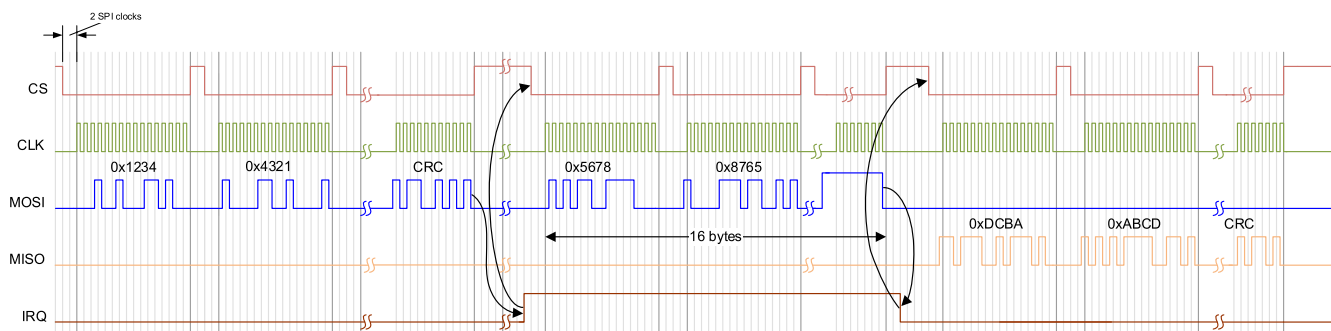 2 SPI clocks
CS
CLK
0x1234
0x4321
CRC
0x5678
0x8765
MOSI
16 bytes
0xDCBA
0xABCD
CRC
MISO
IRQ